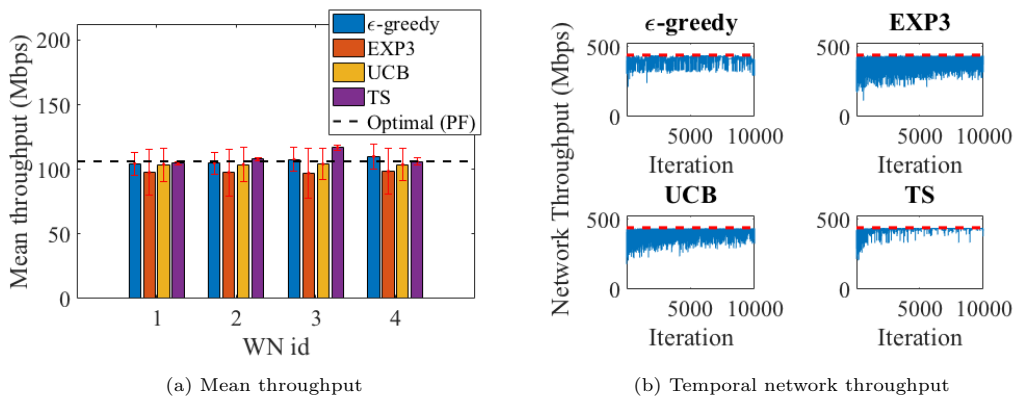 Mean throughput (Mbps)
200
150
100
50
0
1 2 3 4
WN id
ϵ-greedy
EXP3
UCB
TS
Optimal (PF)
(a) Mean throughput
Network Throughput (Mbps)
ϵ-greedy
500
0
5000 10000
Iteration
EXP3
500
0
5000 10000
Iteration
UCB
500
0
5000 10000
Iteration
TS
500
0
5000 10000
Iteration
(b) Temporal network throughput